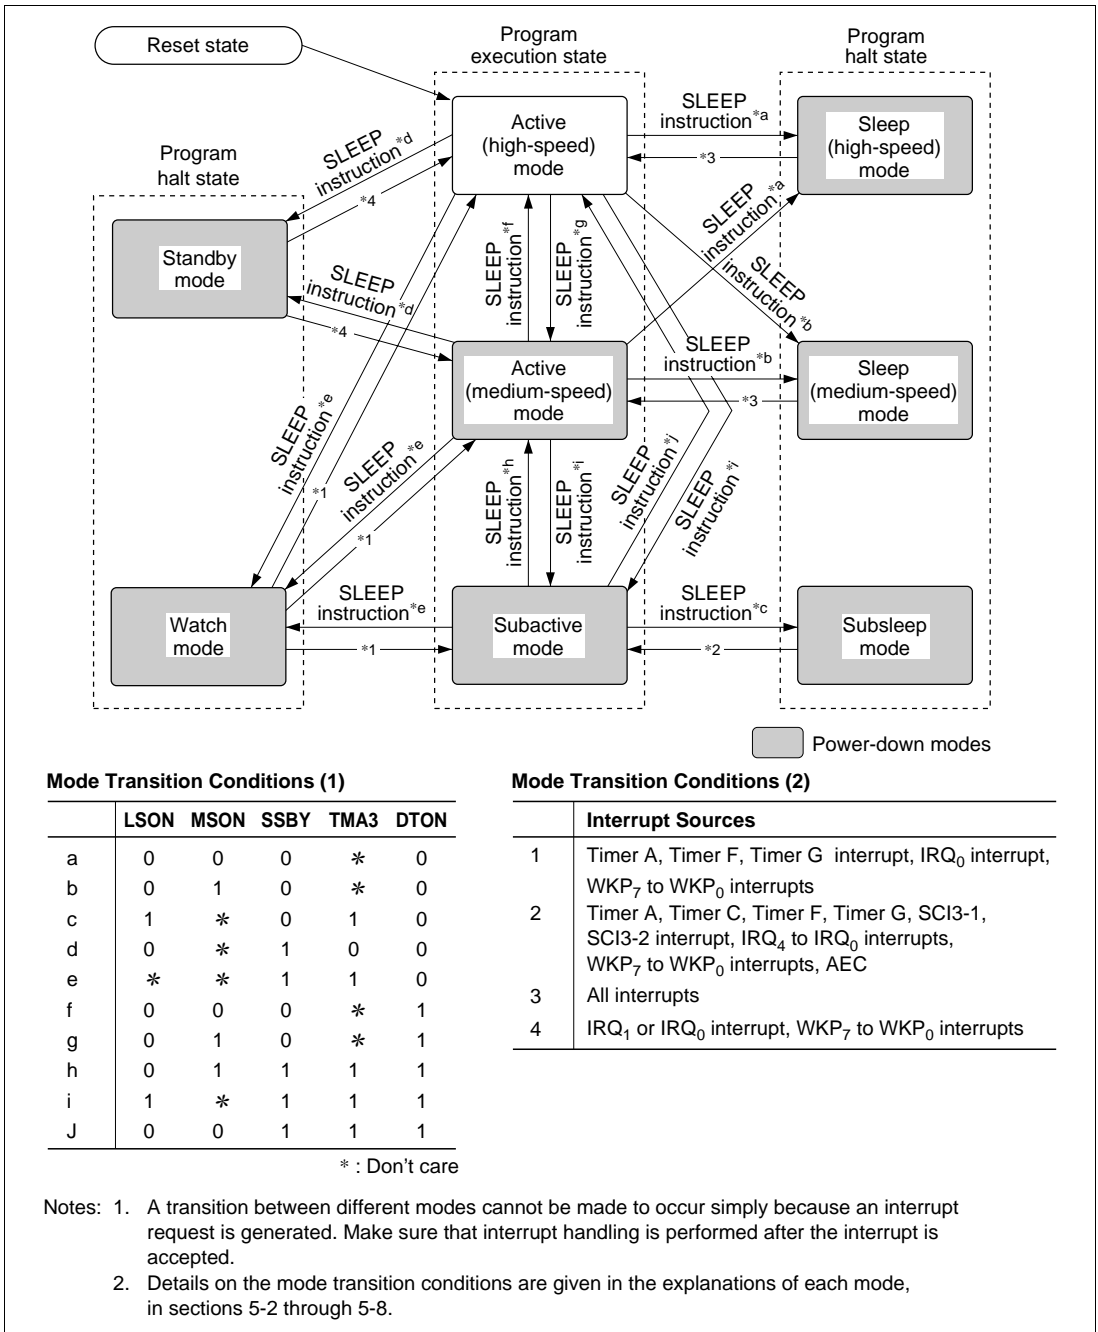 Reset state
Program
execution state
Program
halt state
Program
halt state
Active
(high-speed)
mode
SLEEP
instruction*a
*3
Sleep
(high-speed)
mode
SLEEP
instruction*d
*4
Standby
mode
SLEEP
instruction*d
*4
SLEEP
instruction*f
SLEEP
instruction*g
SLEEP
instruction*a
SLEEP
instruction*b
Active
(medium-speed)
mode
SLEEP
instruction*b
*3
Sleep
(medium-speed)
mode
SLEEP
instruction*e
*1
SLEEP
instruction*e
*1
SLEEP
instruction*h
SLEEP
instruction*i
SLEEP
instruction*j
SLEEP
instruction*i
Watch
mode
SLEEP
instruction*e
*1
Subactive
mode
SLEEP
instruction*c
*2
Subsleep
mode
Power-down modes
Mode Transition Conditions (1)
LSON MSON SSBY TMA3 DTON
a 0 0 0 * 0
b 0 1 0 * 0
c 1 * 0 1 0
d 0 * 1 0 0
e * * 1 1 0
f 0 0 0 * 1
g 0 1 0 * 1
h 0 1 1 1 1
i 1 * 1 1 1
J 0 0 1 1 1
* : Don't care
Mode Transition Conditions (2)
Interrupt Sources
1 Timer A, Timer F, Timer G interrupt, IRQ0 interrupt,
WKP7 to WKP0 interrupts
2 Timer A, Timer C, Timer F, Timer G, SCI3-1,
SCI3-2 interrupt, IRQ4 to IRQ0 interrupts,
WKP7 to WKP0 interrupts, AEC
3 All interrupts
4 IRQ1 or IRQ0 interrupt, WKP7 to WKP0 interrupts
Notes: 1. A transition between different modes cannot be made to occur simply because an interrupt
request is generated. Make sure that interrupt handling is performed after the interrupt is
accepted.
2. Details on the mode transition conditions are given in the explanations of each mode,
in sections 5-2 through 5-8.